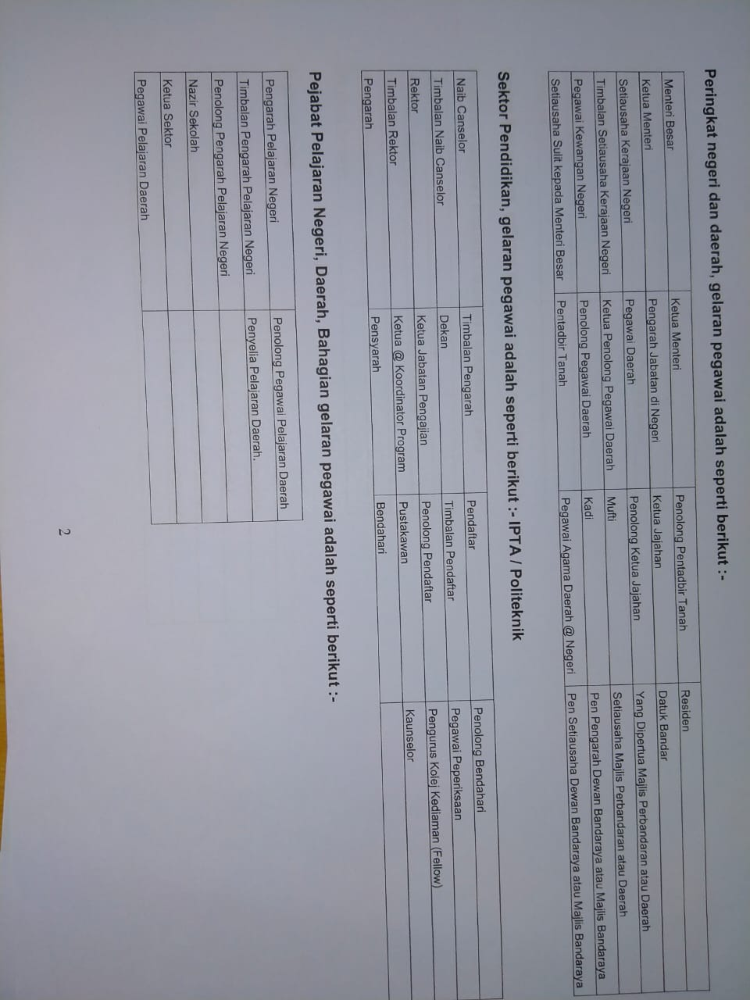 Peringkat negeri dan daerah, gelaran pegawai adalah seperti berikut :-
Menteri Besar Ketua Menteri Penolong Pentadbir Tanah Residen
Ketua Menteri Pengarah Jabatan di Negeri Ketua Jajahan Datuk Bandar
Setiausaha Kerajaan Negeri Pegawai Daerah Penolong Ketua Jajahan Yang Dipertua Majlis Perbandaran atau Daerah
Timbalan Setiausaha Kerajaan Negeri Ketua Penolong Pegawai Daerah Mufti Setiausaha Majlis Perbandaran atau Daerah
Pegawai Kewangan Negeri Penolong Pegawai Daerah Kadi Pen Pengarah Dewan Bandaraya atau Majlis Bandaraya
Setiausaha Sulit kepada Menteri Besar Pentadbir Tanah Pegawai Agama Daerah @ Negeri Pen Setiausaha Dewan Bandaraya atau Majlis Bandaraya
Sektor Pendidikan, gelaran pegawai adalah seperti berikut :- IPTA / Politeknik
Naib Canselor Timbalan Pengarah Pendaftar Penolong Bendahari
Timbalan Naib Canselor Dekan Timbalan Pendaftar Pegawai Peperiksaan
Rektor Ketua Jabatan Pengajian Penolong Pendaftar Pengurus Kolej Kediaman (Fellow)
Timbalan Rektor Ketua @ Koordinator Program Pustakawan Kaunselor
Pengarah Pensyarah Bendahari
Pejabat Pelajaran Negeri, Daerah, Bahagian gelaran pegawai adalah seperti berikut :-
Pengarah Pelajaran Negeri Penolong Pegawai Pelajaran Daerah
Timbalan Pengarah Pelajaran Negeri Penyelia Pelajaran Daerah.
Penolong Pengarah Pelajaran Negeri
Nazir Sekolah
Ketua Sektor
Pegawai Pelajaran Daerah
2